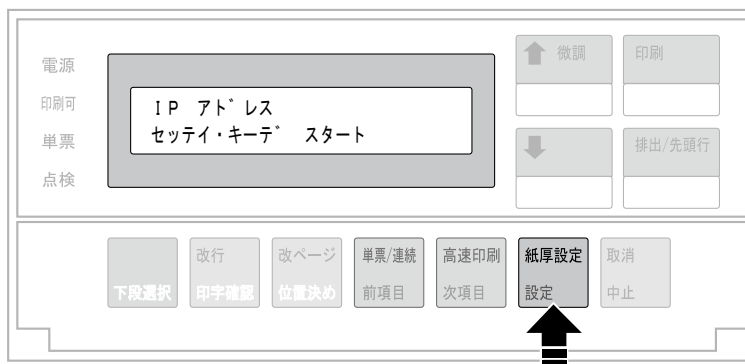 電源
印刷可
単票
点検
IP アドレス
セッテイ・キーデ スタート
微調
印刷
排出/先頭行
下段選択
改行
印字確認
改ページ
位置決め
単票/連続
前項目
高速印刷
次項目
紙厚設定
設定
取消
中止